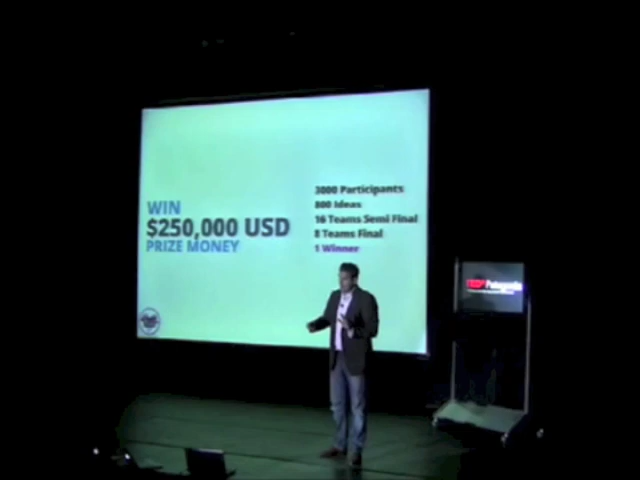 WIN
$250,000 USD
PRIZE MONEY
3000 Participants
800 Ideas
16 Teams Semi Final
8 Teams Final
1 Winner
TEDx Patagonia